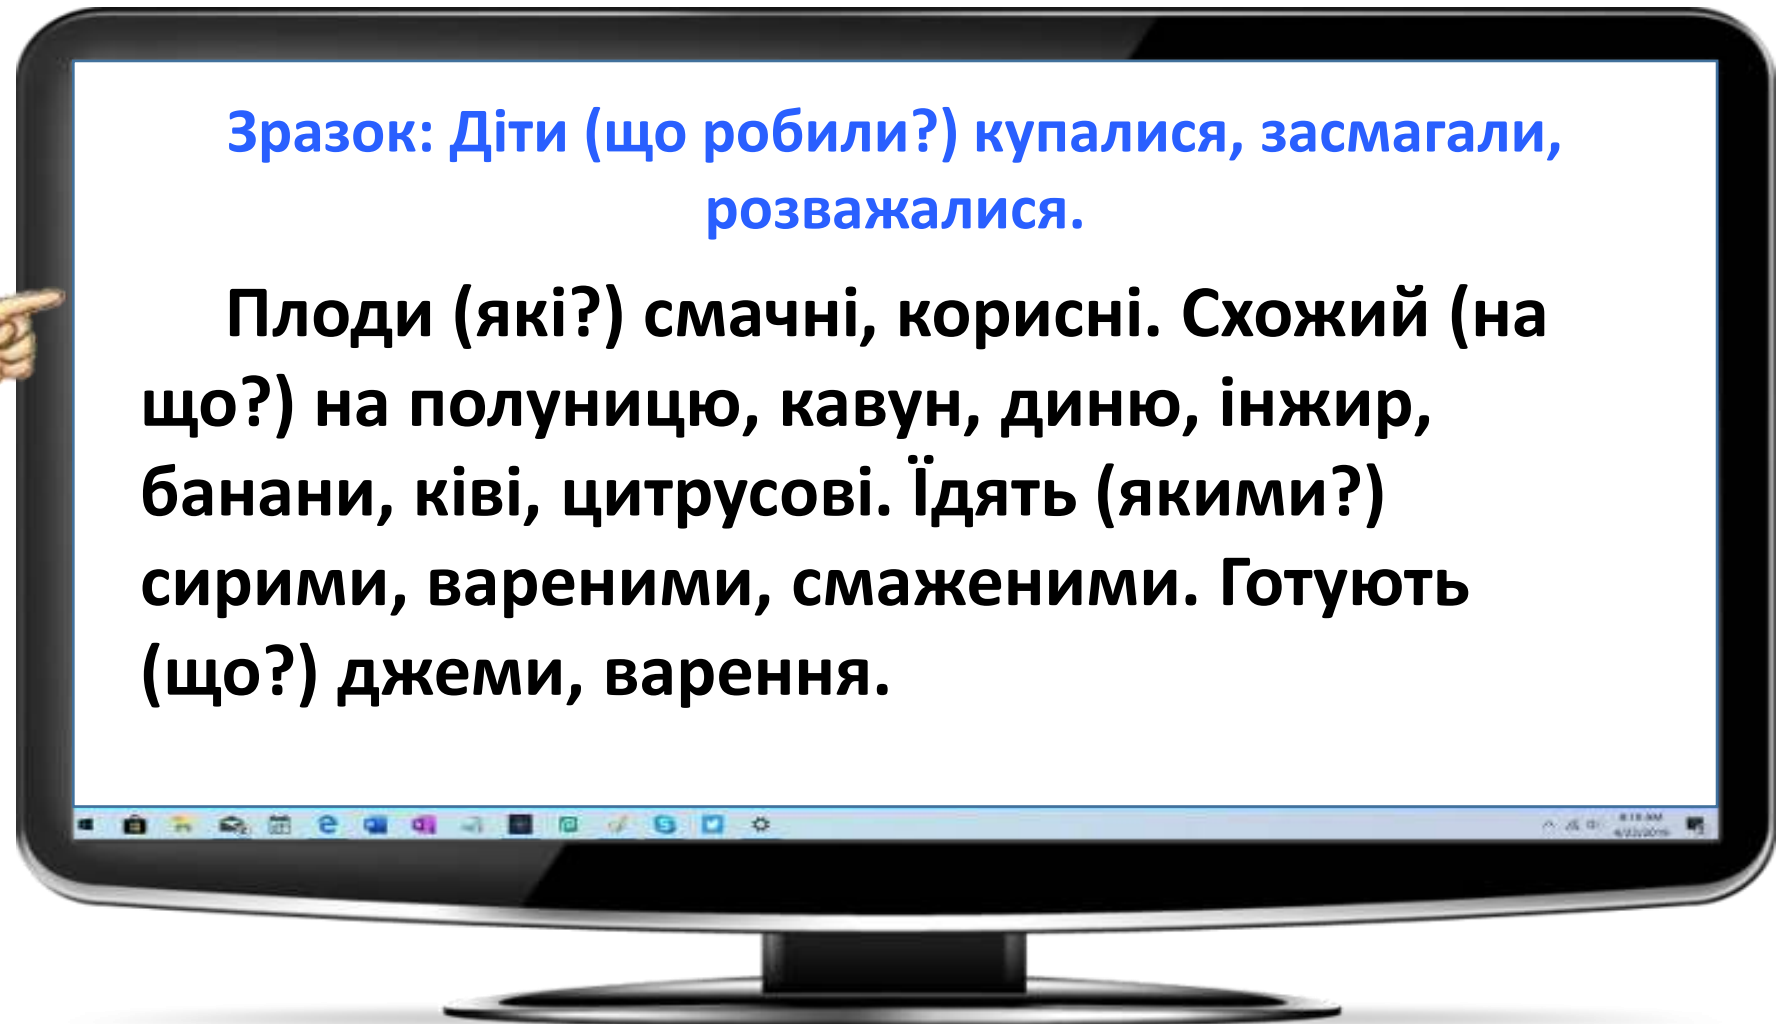 Зразок: Діти (що робили?) купалися, засмагали,
розважалися.
Плоди (які?) смачні, корисні. Схожий (на
що?) на полуницю, кавун, диню, інжир,
банани, ківі, цитрусові. Їдять (якими?)
сирими, вареними, смаженими. Готують
(що?) джеми, варення.